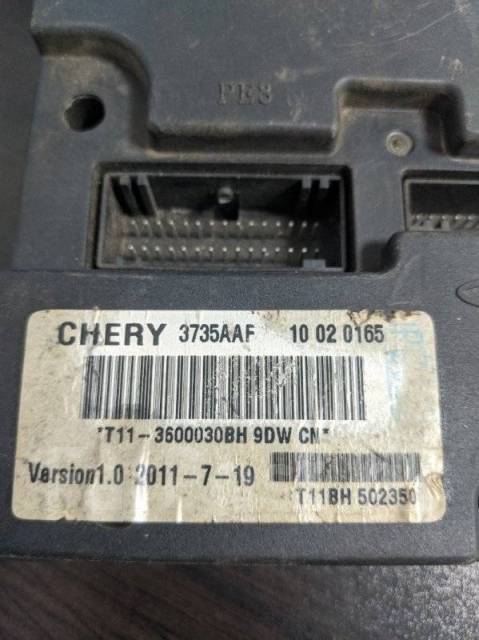 PE3
CHERY 3735AAF 10 02 0165
*T11-3600030BH 9DW CN*
Version1.0 2011-7-19
T11BH 502350